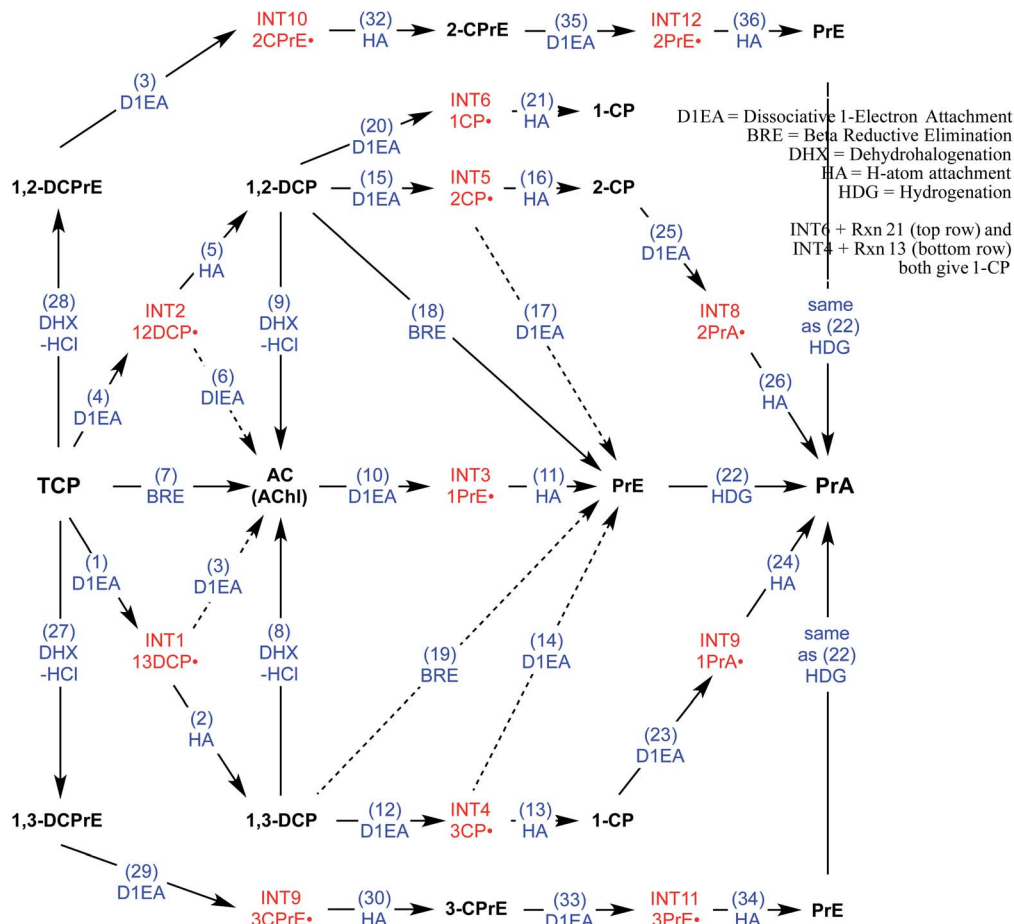 INT10
2CPrE•
(32)
HA
2-CPrE
(35)
D1EA
INT12
2PrE•
(36)
HA
PrE
(3)
D1EA
INT6
1CP•
(21)
HA
1-CP
(20)
D1EA
D1EA = Dissociative 1-Electron Attachment
BRE = Beta Reductive Elimination
DHX = Dehydrohalogenation
HA = H-atom attachment
HDG = Hydrogenation
1,2-DCPrE
1,2-DCP
(15)
D1EA
INT5
2CP•
(16)
HA
2-CP
INT6 + Rxn 21 (top row) and
INT4 + Rxn 13 (bottom row)
both give 1-CP
(5)
HA
(25)
D1EA
(28)
DHX
-HCl
INT2
12DCP•
(9)
DHX
-HCl
(18)
BRE
(17)
D1EA
INT8
2PrA•
same
as (22)
HDG
(4)
D1EA
(6)
DIEA
(26)
HA
TCP
(7)
BRE
AC
(AChl)
(10)
D1EA
INT3
1PrE•
(11)
HA
PrE
(22)
HDG
PrA
(1)
D1EA
(3)
D1EA
(24)
HA
(27)
DHX
-HCl
INT1
13DCP•
(8)
DHX
-HCl
(19)
BRE
(14)
D1EA
INT9
1PrA•
same
as (22)
HDG
(2)
HA
(23)
D1EA
1,3-DCPrE
1,3-DCP
(12)
D1EA
INT4
3CP•
(13)
HA
1-CP
(29)
D1EA
INT9
3CPrE•
(30)
HA
3-CPrE
(33)
D1EA
INT11
3PrE•
(34)
HA
PrE